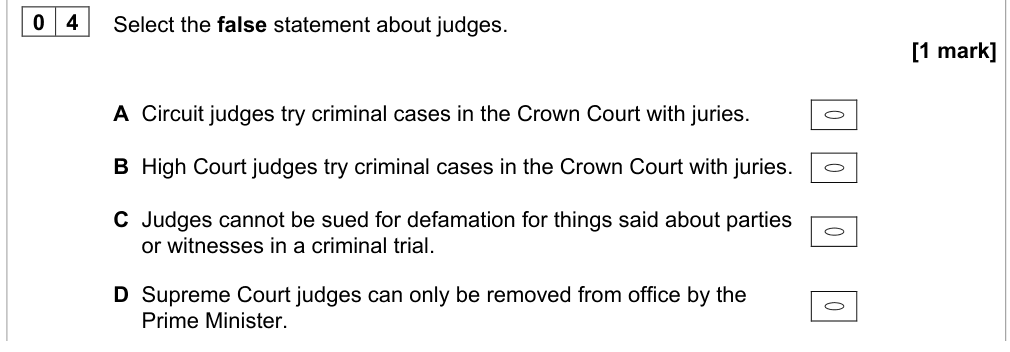 0 4 Select the false statement about judges.
[1 mark]
A Circuit judges try criminal cases in the Crown Court with juries.
B High Court judges try criminal cases in the Crown Court with juries.
C Judges cannot be sued for defamation for things said about parties
or witnesses in a criminal trial.
D Supreme Court judges can only be removed from office by the
Prime Minister.